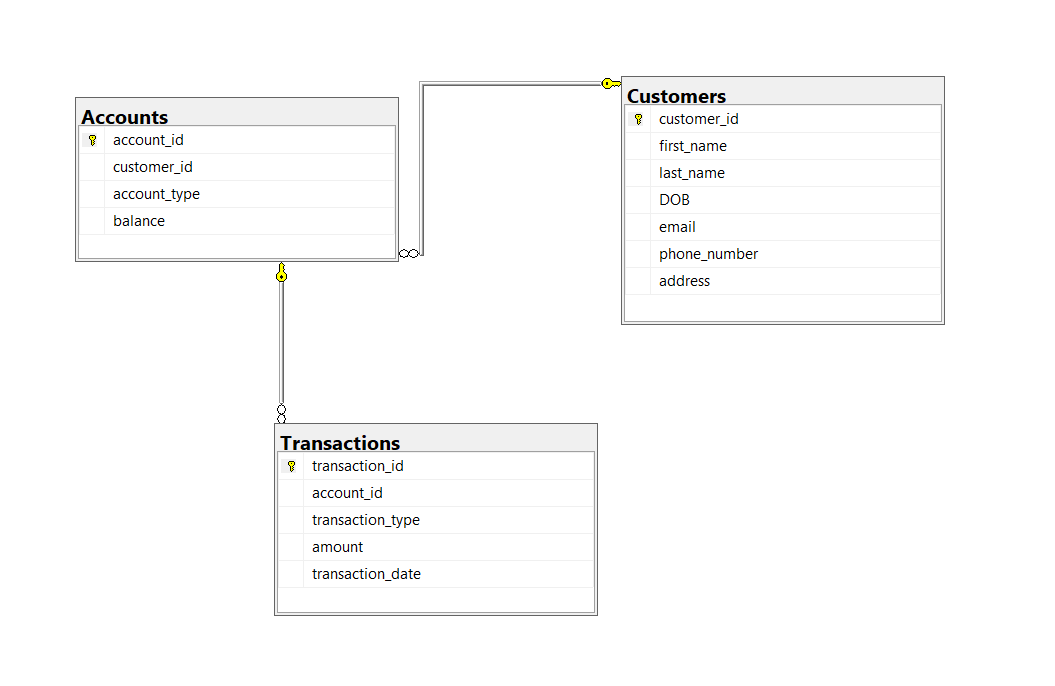 Accounts
account_id
customer_id
account_type
balance
Customers
customer_id
first_name
last_name
DOB
email
phone_number
address
Transactions
transaction_id
account_id
transaction_type
amount
transaction_date